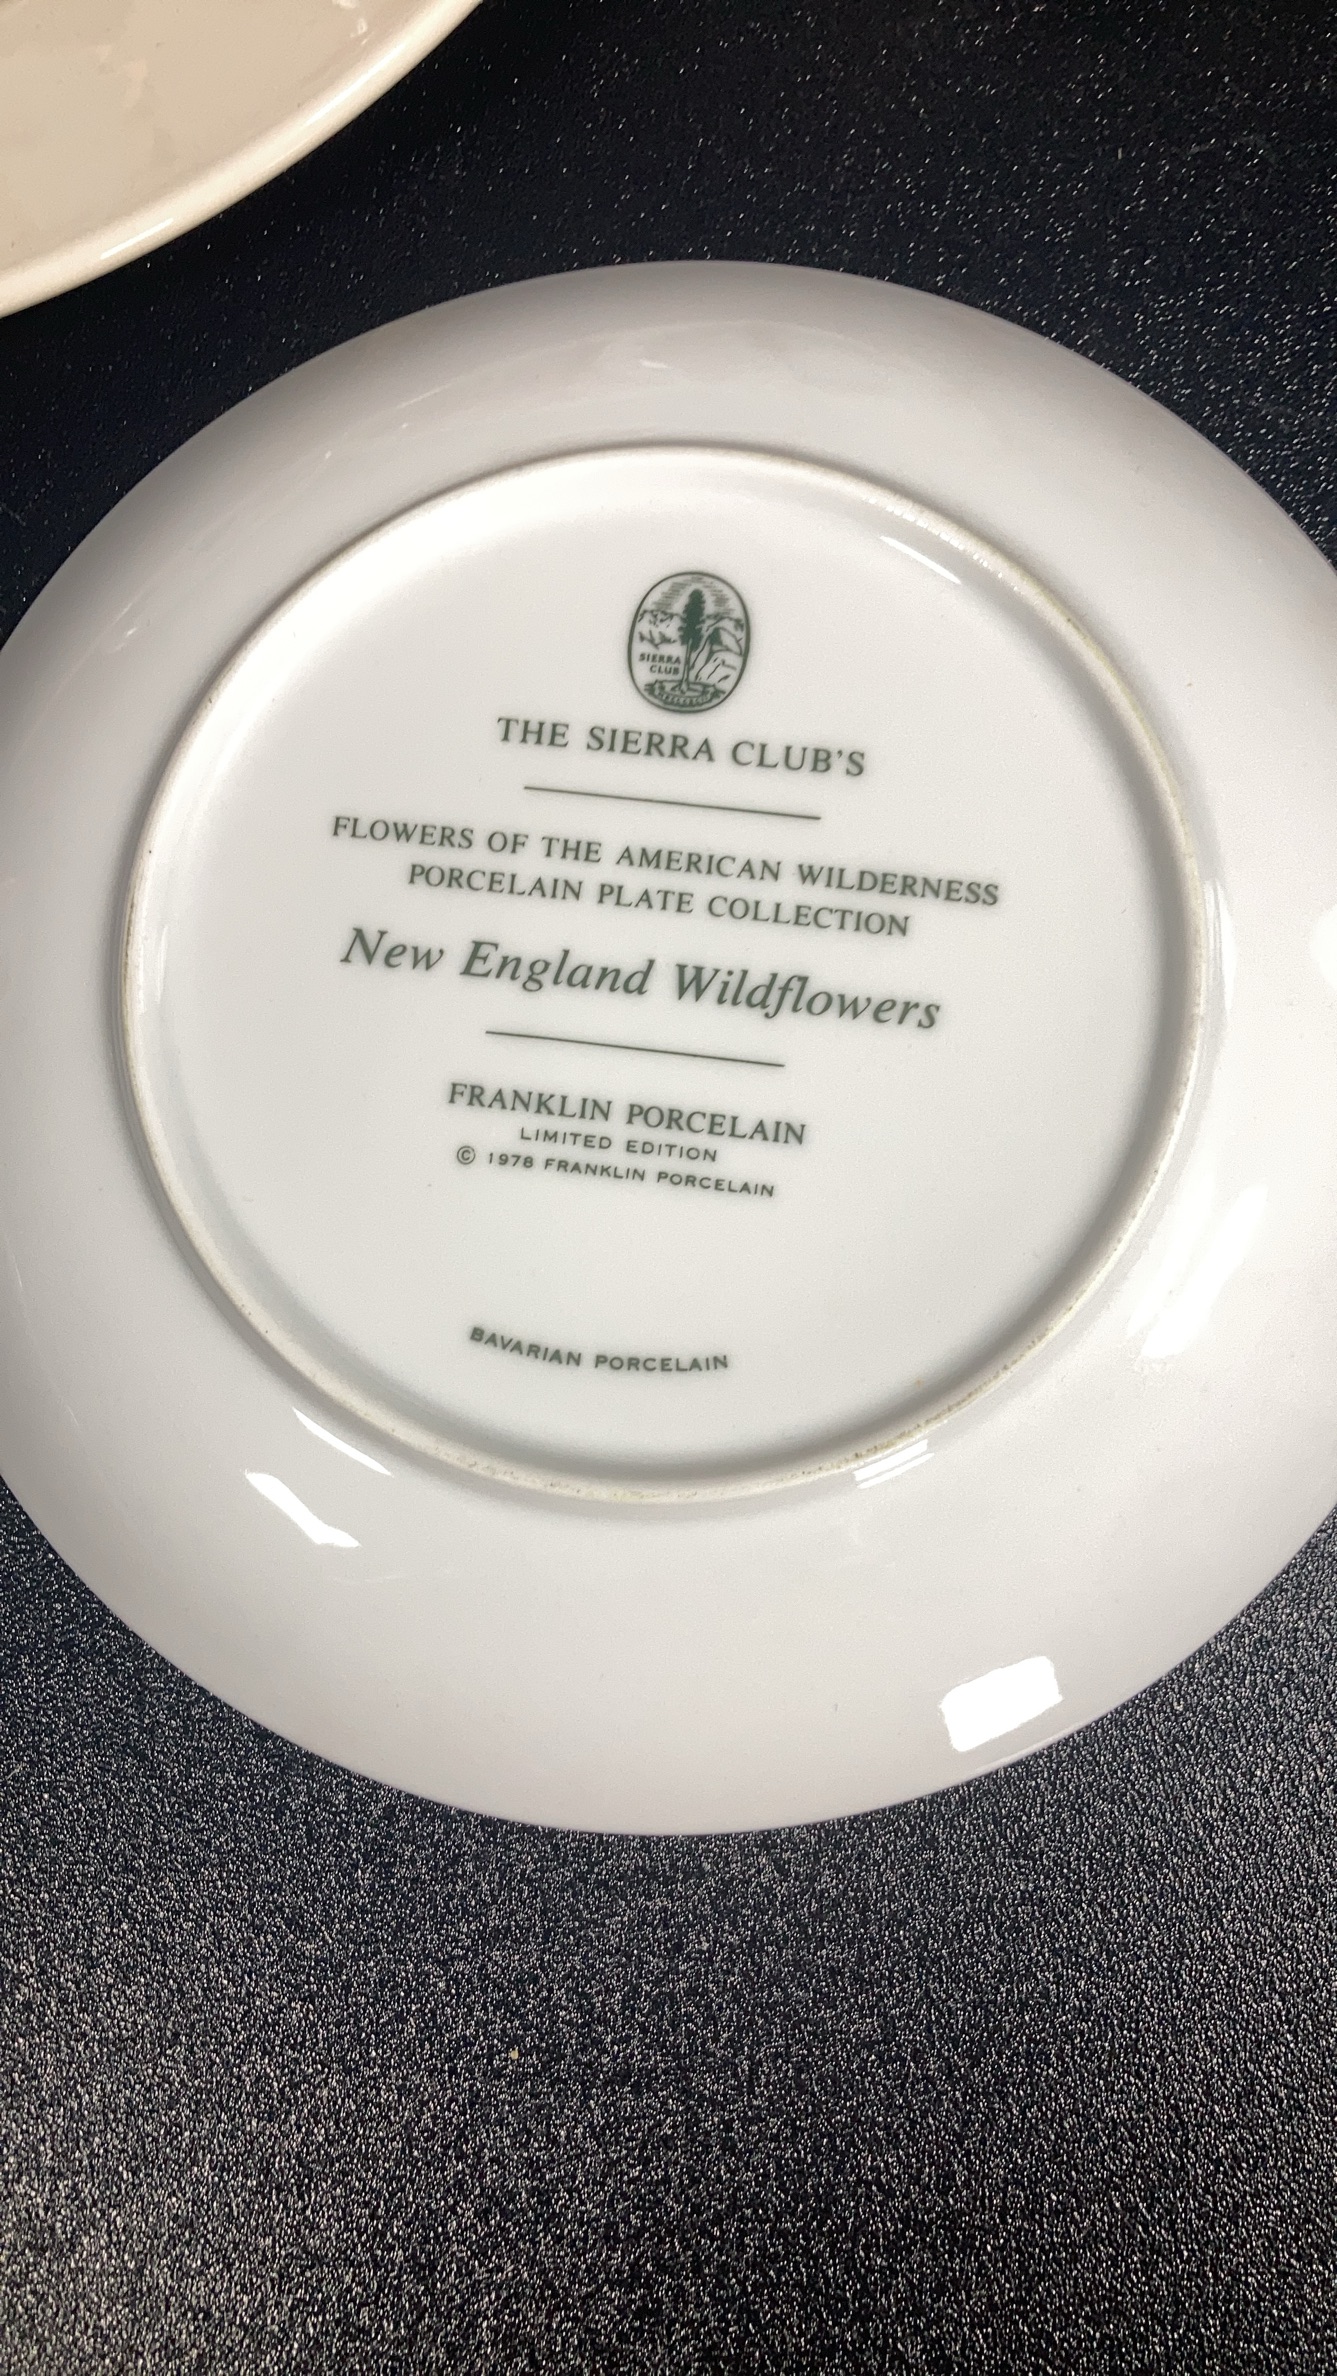 SIERRA
CLUB
THE SIERRA CLUB'S
FLOWERS OF THE AMERICAN WILDERNESS
PORCELAIN PLATE COLLECTION
New England Wildflowers
FRANKLIN PORCELAIN
LIMITED EDITION
© 1978 FRANKLIN PORCELAIN
BAVARIAN PORCELAIN